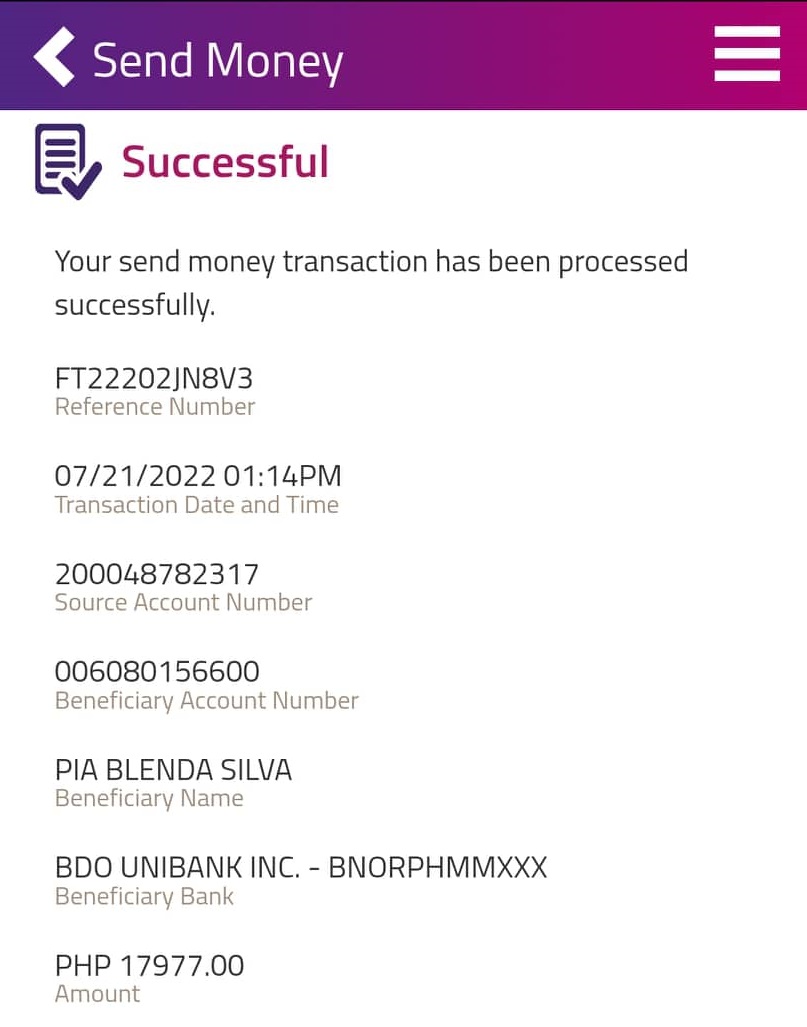 Send Money
Successful
Your send money transaction has been processed
successfully.
FT22202JN8V3
Reference Number
07/21/2022 01:14PM
Transaction Date and Time
200048782317
Source Account Number
006080156600
Beneficiary Account Number
PIA BLENDA SILVA
Beneficiary Name
BDO UNIBANK INC. - BNORPHMMXXX
Beneficiary Bank
PHP 17977.00
Amount